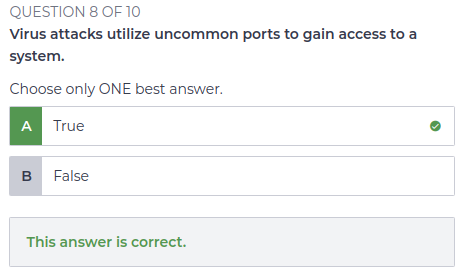 QUESTION 8 OF 10
Virus attacks utilize uncommon ports to gain access to a
system.
Choose only ONE best answer.
A True
B False
This answer is correct.